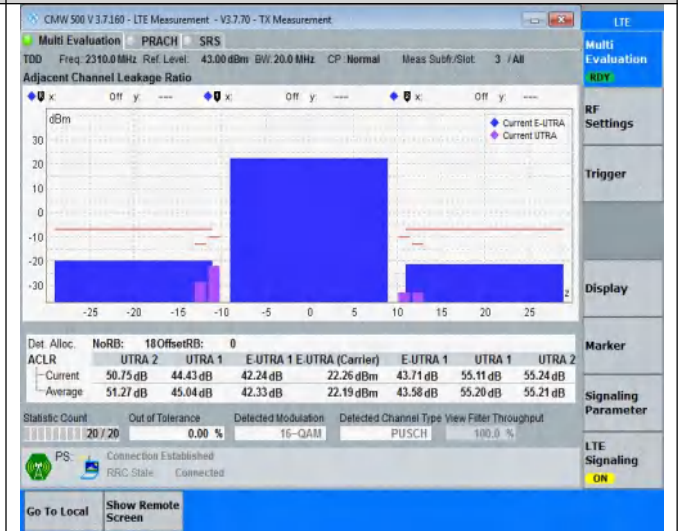 CMW 500 V 3.7.160 - LTE Measurement - V3.7.70 - TX Measurement
LTE
Multi Evaluation PRACH SRS
TDD Freq: 2310.0 MHz Ref. Level: 43.00 dBm BW: 20.0 MHz CP: Normal Meas Subfr./Slot: 3 / All
Adjacent Channel Leakage Ratio
x: Off y: --- x: Off y: --- x: Off y: ---
dBm
Current E-UTRA
Current UTRA
30
20
10
0
-10
-20
-30
z
-25 -20 -15 -10 -5 0 5 10 15 20 25
Det. Alloc. NoRB: 18OffsetRB: 0
ACLR UTRA 2 UTRA 1 E-UTRA 1 E-UTRA (Carrier) E-UTRA 1 UTRA 1 UTRA 2
Current 50.75 dB 44.43 dB 42.24 dB 22.26 dBm 43.71 dB 55.11 dB 55.24 dB
Average 51.27 dB 45.04 dB 42.33 dB 22.19 dBm 43.58 dB 55.20 dB 55.21 dB
Statistic Count Out of Tolerance Detected Modulation Detected Channel Type View Filter Throughput
20 / 20 0.00 % 16-QAM PUSCH 100.0 %
PS: Connection Established
RRC State: Connected
Multi
Evaluation
RDY
RF
Settings
Trigger
Display
Marker
Signaling
Parameter
LTE
Signaling
ON
Go To Local
Show Remote
Screen